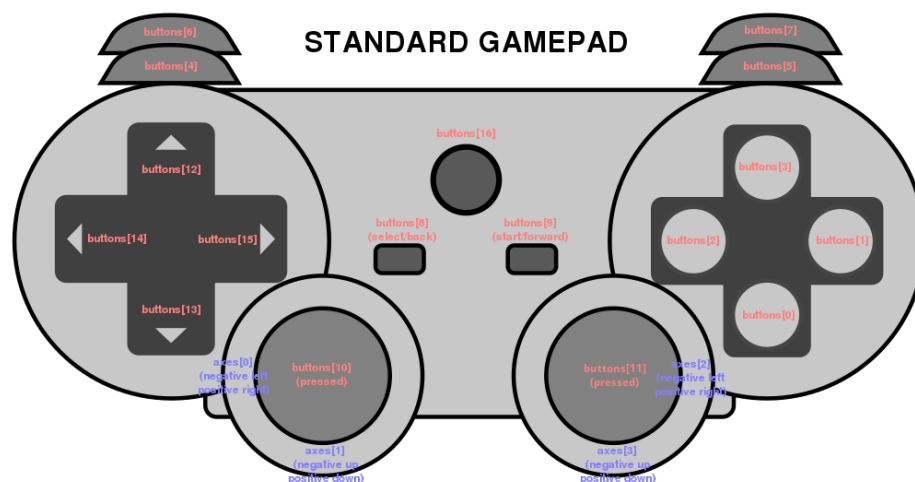 STANDARD GAMEPAD
buttons[6]
buttons[4]
buttons[7]
buttons[5]
buttons[16]
buttons[12]
buttons[14]
buttons[15]
buttons[13]
buttons[8]
(select/back)
buttons[9]
(start/forward)
buttons[3]
buttons[2]
buttons[1]
buttons[0]
axes[0]
(negative left
positive right)
buttons[10]
(pressed)
axes[1]
(negative up
positive down)
buttons[11]
(pressed)
axes[2]
(negative left
positive right)
axes[3]
(negative up
positive down)